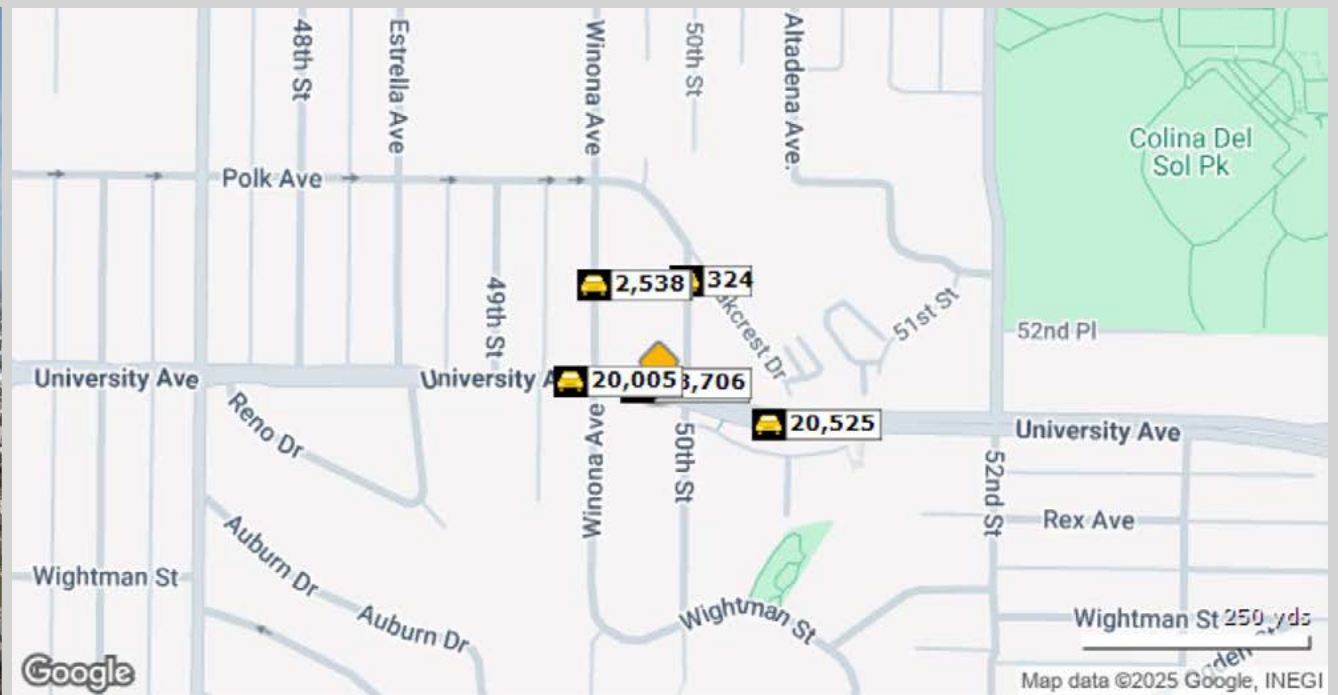 48th St
Estrella Ave
Winona Ave
50th St
Altadena Ave.
Colina Del
Sol Pk
Polk Ave
2,538
324
49th St
51st St
52nd Pl
University Ave
University
20,005
,706
20,525
University Ave
Reno Dr
Winona Ave
50th St
52nd St
Rex Ave
Auburn Dr
Wightman St
Auburn Dr
Wightman St
Wightman St
250 yds
Google
Map data ©2025 Google, INEGI